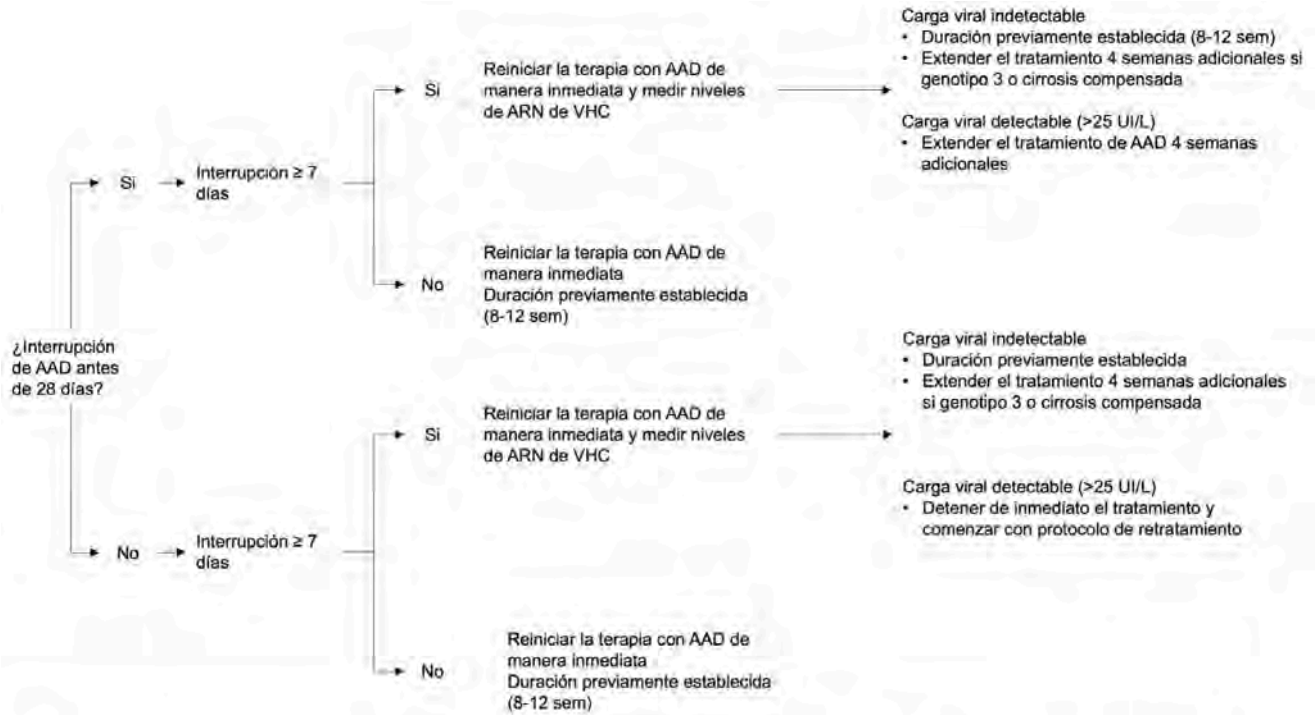 ¿Interrupción
de AAD antes
de 28 días?
Si
Interrupción ≥ 7
días
Si
Reiniciar la terapia con AAD de
manera inmediata y medir niveles
de ARN de VHC
Carga viral indetectable
• Duración previamente establecida (8-12 sem)
• Extender el tratamiento 4 semanas adicionales si
genotipo 3 o cirrosis compensada
Carga viral detectable (>25 UI/L)
• Extender el tratamiento de AAD 4 semanas
adicionales
No
Reiniciar la terapia con AAD de
manera inmediata
Duración previamente establecida
(8-12 sem)
No
Interrupción ≥ 7
días
Si
Reiniciar la terapia con AAD de
manera inmediata y medir niveles
de ARN de VHC
Carga viral indetectable
• Duración previamente establecida
• Extender el tratamiento 4 semanas adicionales
si genotipo 3 o cirrosis compensada
Carga viral detectable (>25 UI/L)
• Detener de inmediato el tratamiento y
comenzar con protocolo de retratamiento
No
Reiniciar la terapia con AAD de
manera inmediata
Duración previamente establecida
(8-12 sem)